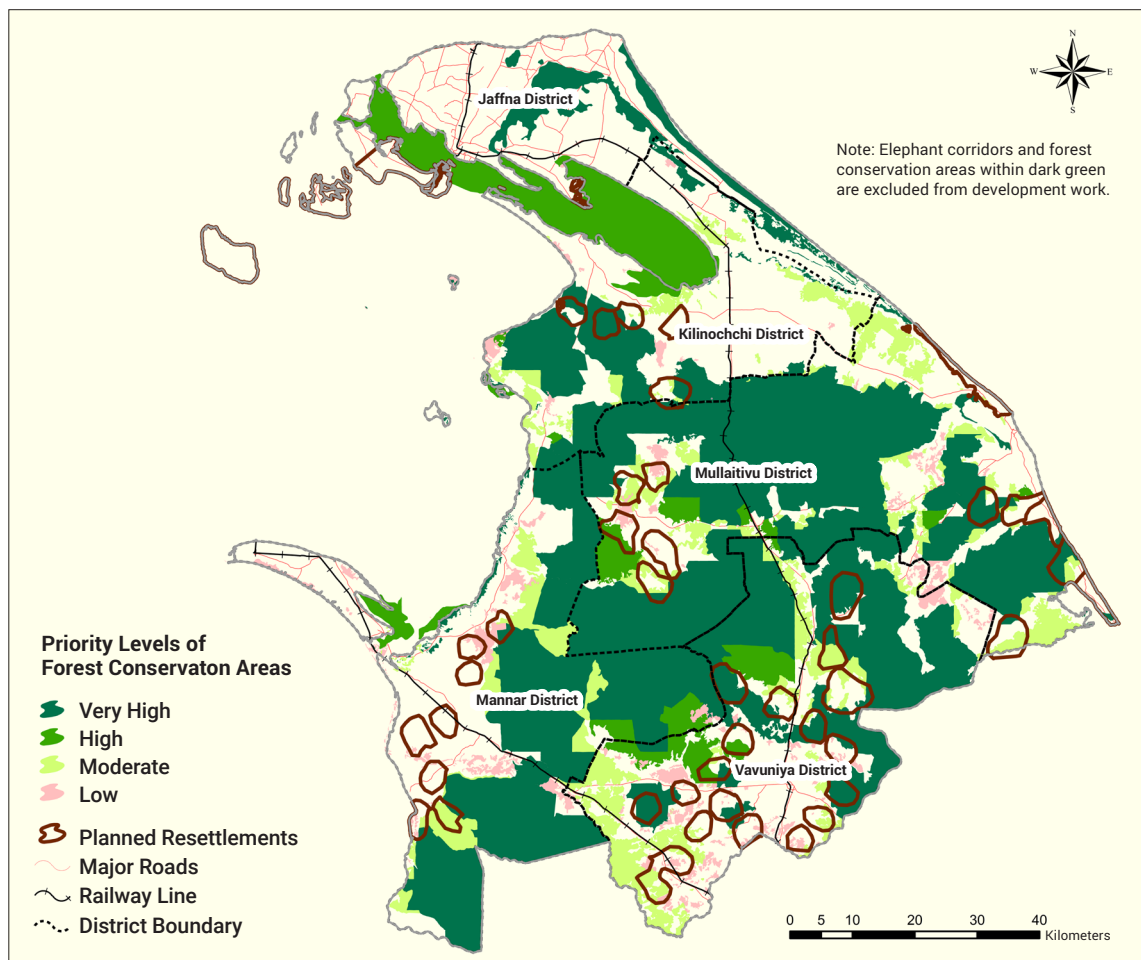 N
W E
S
Jaffna District
Note: Elephant corridors and forest
conservation areas within dark green
are excluded from development work.
Kilinochchi District
Mullaitivu District
Mannar District
Vavuniya District
Priority Levels of
Forest Conservaton Areas
Very High
High
Moderate
Low
Planned Resettlements
Major Roads
Railway Line
District Boundary
0 5 10 20 30 40
Kilometers